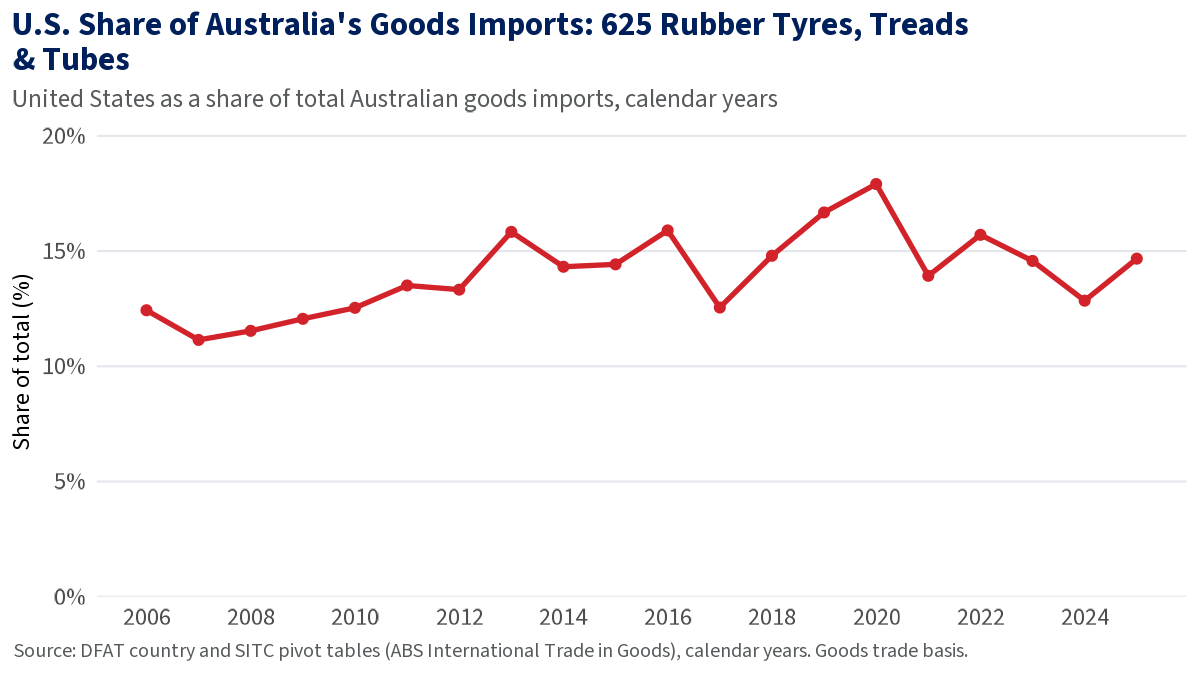 U.S. Share of Australia's Goods Imports: 625 Rubber Tyres, Treads
& Tubes
United States as a share of total Australian goods imports, calendar years
Share of total (%)
20%
15%
10%
5%
0%
2006 2008 2010 2012 2014 2016 2018 2020 2022 2024
Source: DFAT country and SITC pivot tables (ABS International Trade in Goods), calendar years. Goods trade basis.